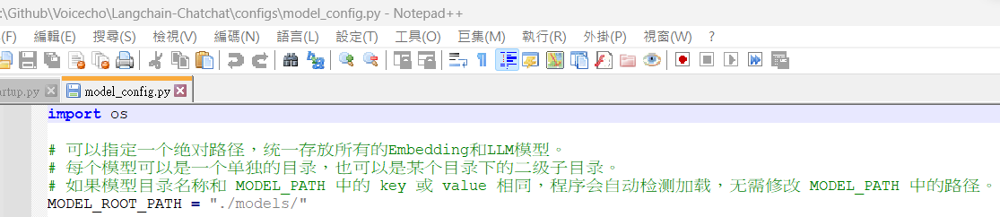 :\Github\Voicecho\Langchain-Chatchat\configs\model_config.py - Notepad++
(F) 編輯(E) 搜尋(S) 檢視(V) 編碼(N) 語言(L) 設定(T) 工具(O) 巨集(M) 執行(R) 外掛(P) 視窗(W) ?
artup.py model_config.py
import os
# 可以指定一个绝对路径，统一存放所有的Embedding和LLM模型。
# 每个模型可以是一个单独的目录，也可以是某个目录下的二级子目录。
# 如果模型目录名称和 MODEL_PATH 中的 key 或 value 相同，程序会自动检测加载，无需修改 MODEL_PATH 中的路径。
MODEL_ROOT_PATH = "./models/"